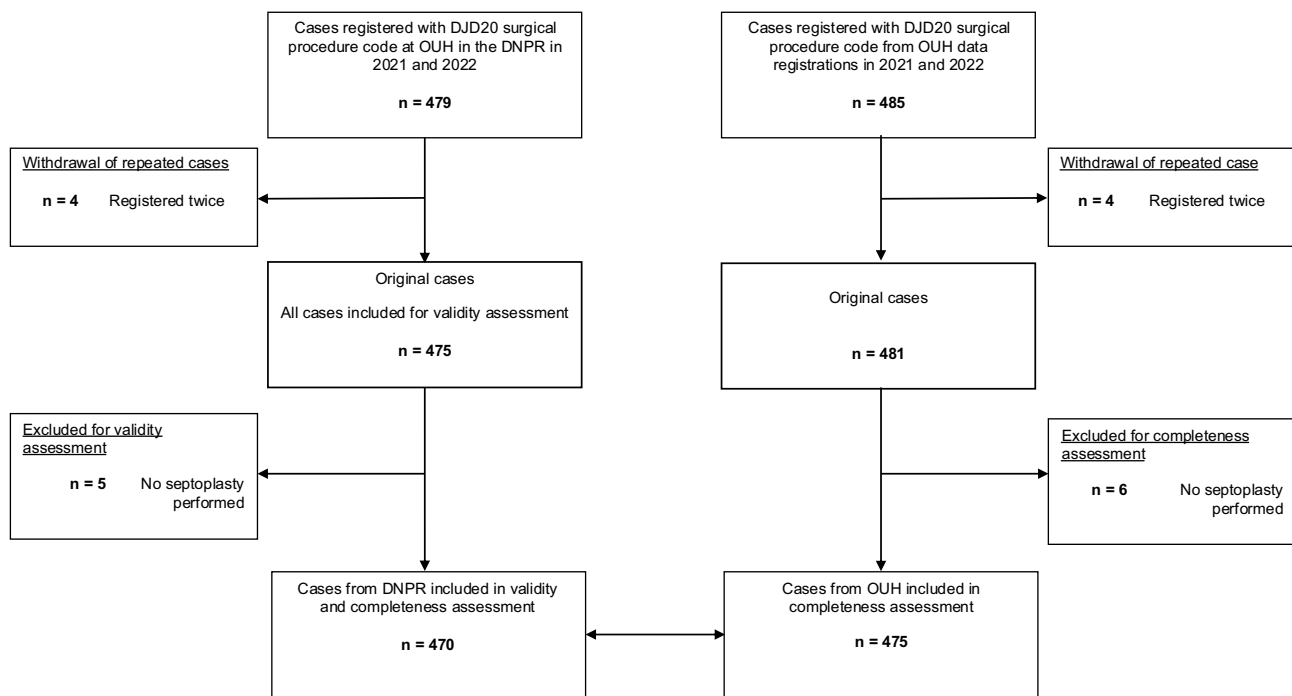 Cases registered with DJD20 surgical
procedure code at OUH in the DNPR in
2021 and 2022
n = 479
Cases registered with DJD20 surgical
procedure code from OUH data
registrations in 2021 and 2022
n = 485
Withdrawal of repeated cases
n = 4 Registered twice
Withdrawal of repeated case
n = 4 Registered twice
Original cases
All cases included for validity assessment
n = 475
Original cases
n = 481
Excluded for validity
assessment
n = 5 No septoplasty
performed
Excluded for completeness
assessment
n = 6 No septoplasty
performed
Cases from DNPR included in validity
and completeness assessment
n = 470
Cases from OUH included in
completeness assessment
n = 475